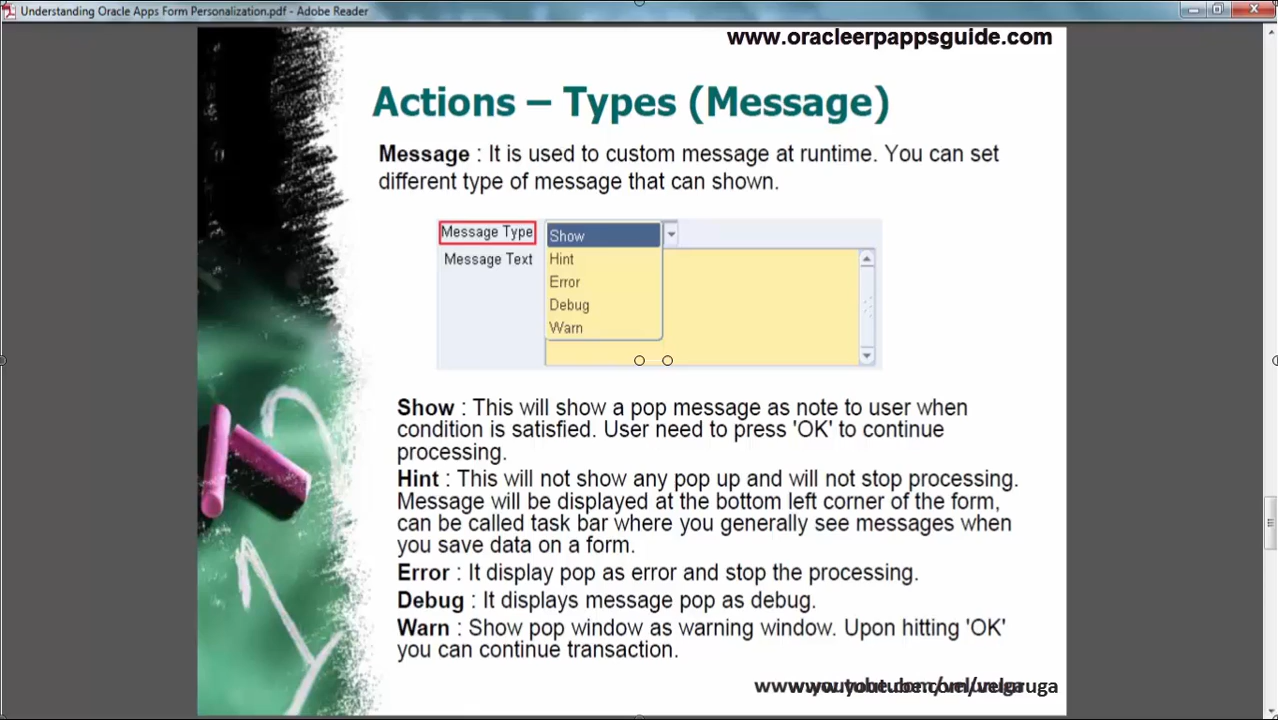 Understanding Oracle Apps Form Personalization.pdf - Adobe Reader
www.oracleerpappsguide.com
Actions – Types (Message)
Message : It is used to custom message at runtime. You can set
different type of message that can shown.
Message Type Show
Message Text Hint
Error
Debug
Warn
Show : This will show a pop message as note to user when
condition is satisfied. User need to press 'OK' to continue
processing.
Hint : This will not show any pop up and will not stop processing.
Message will be displayed at the bottom left corner of the form,
can be called task bar where you generally see messages when
you save data on a form.
Error : It display pop as error and stop the processing.
Debug : It displays message pop as debug.
Warn : Show pop window as warning window. Upon hitting 'OK'
you can continue transaction.